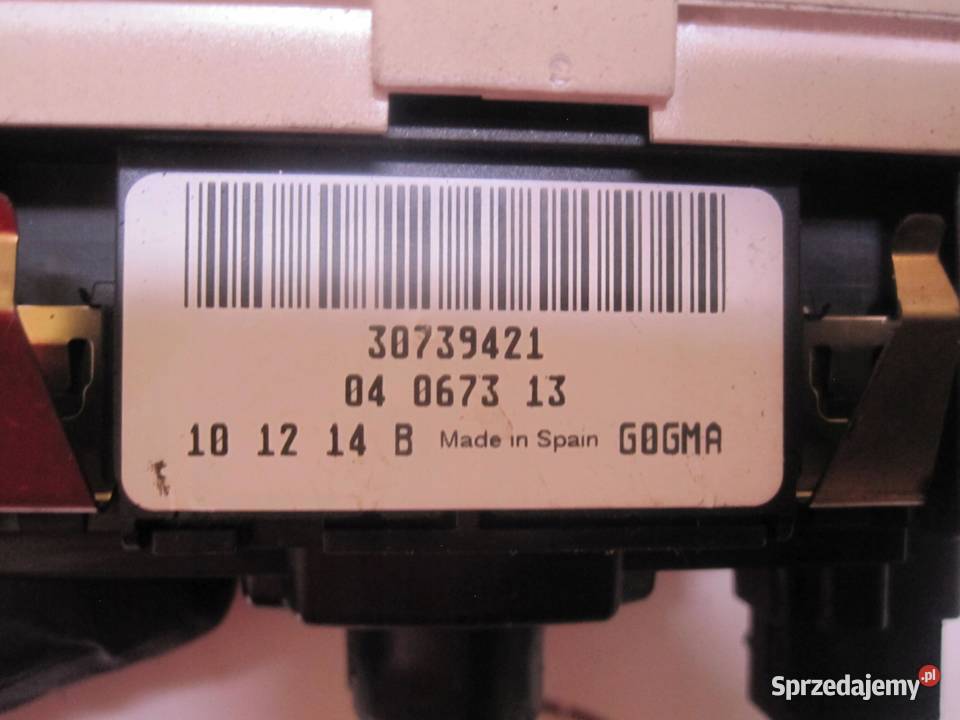 30739421
04 0673 13
10 12 14 B Made in Spain G0GMA
Sprzedajemy.pl